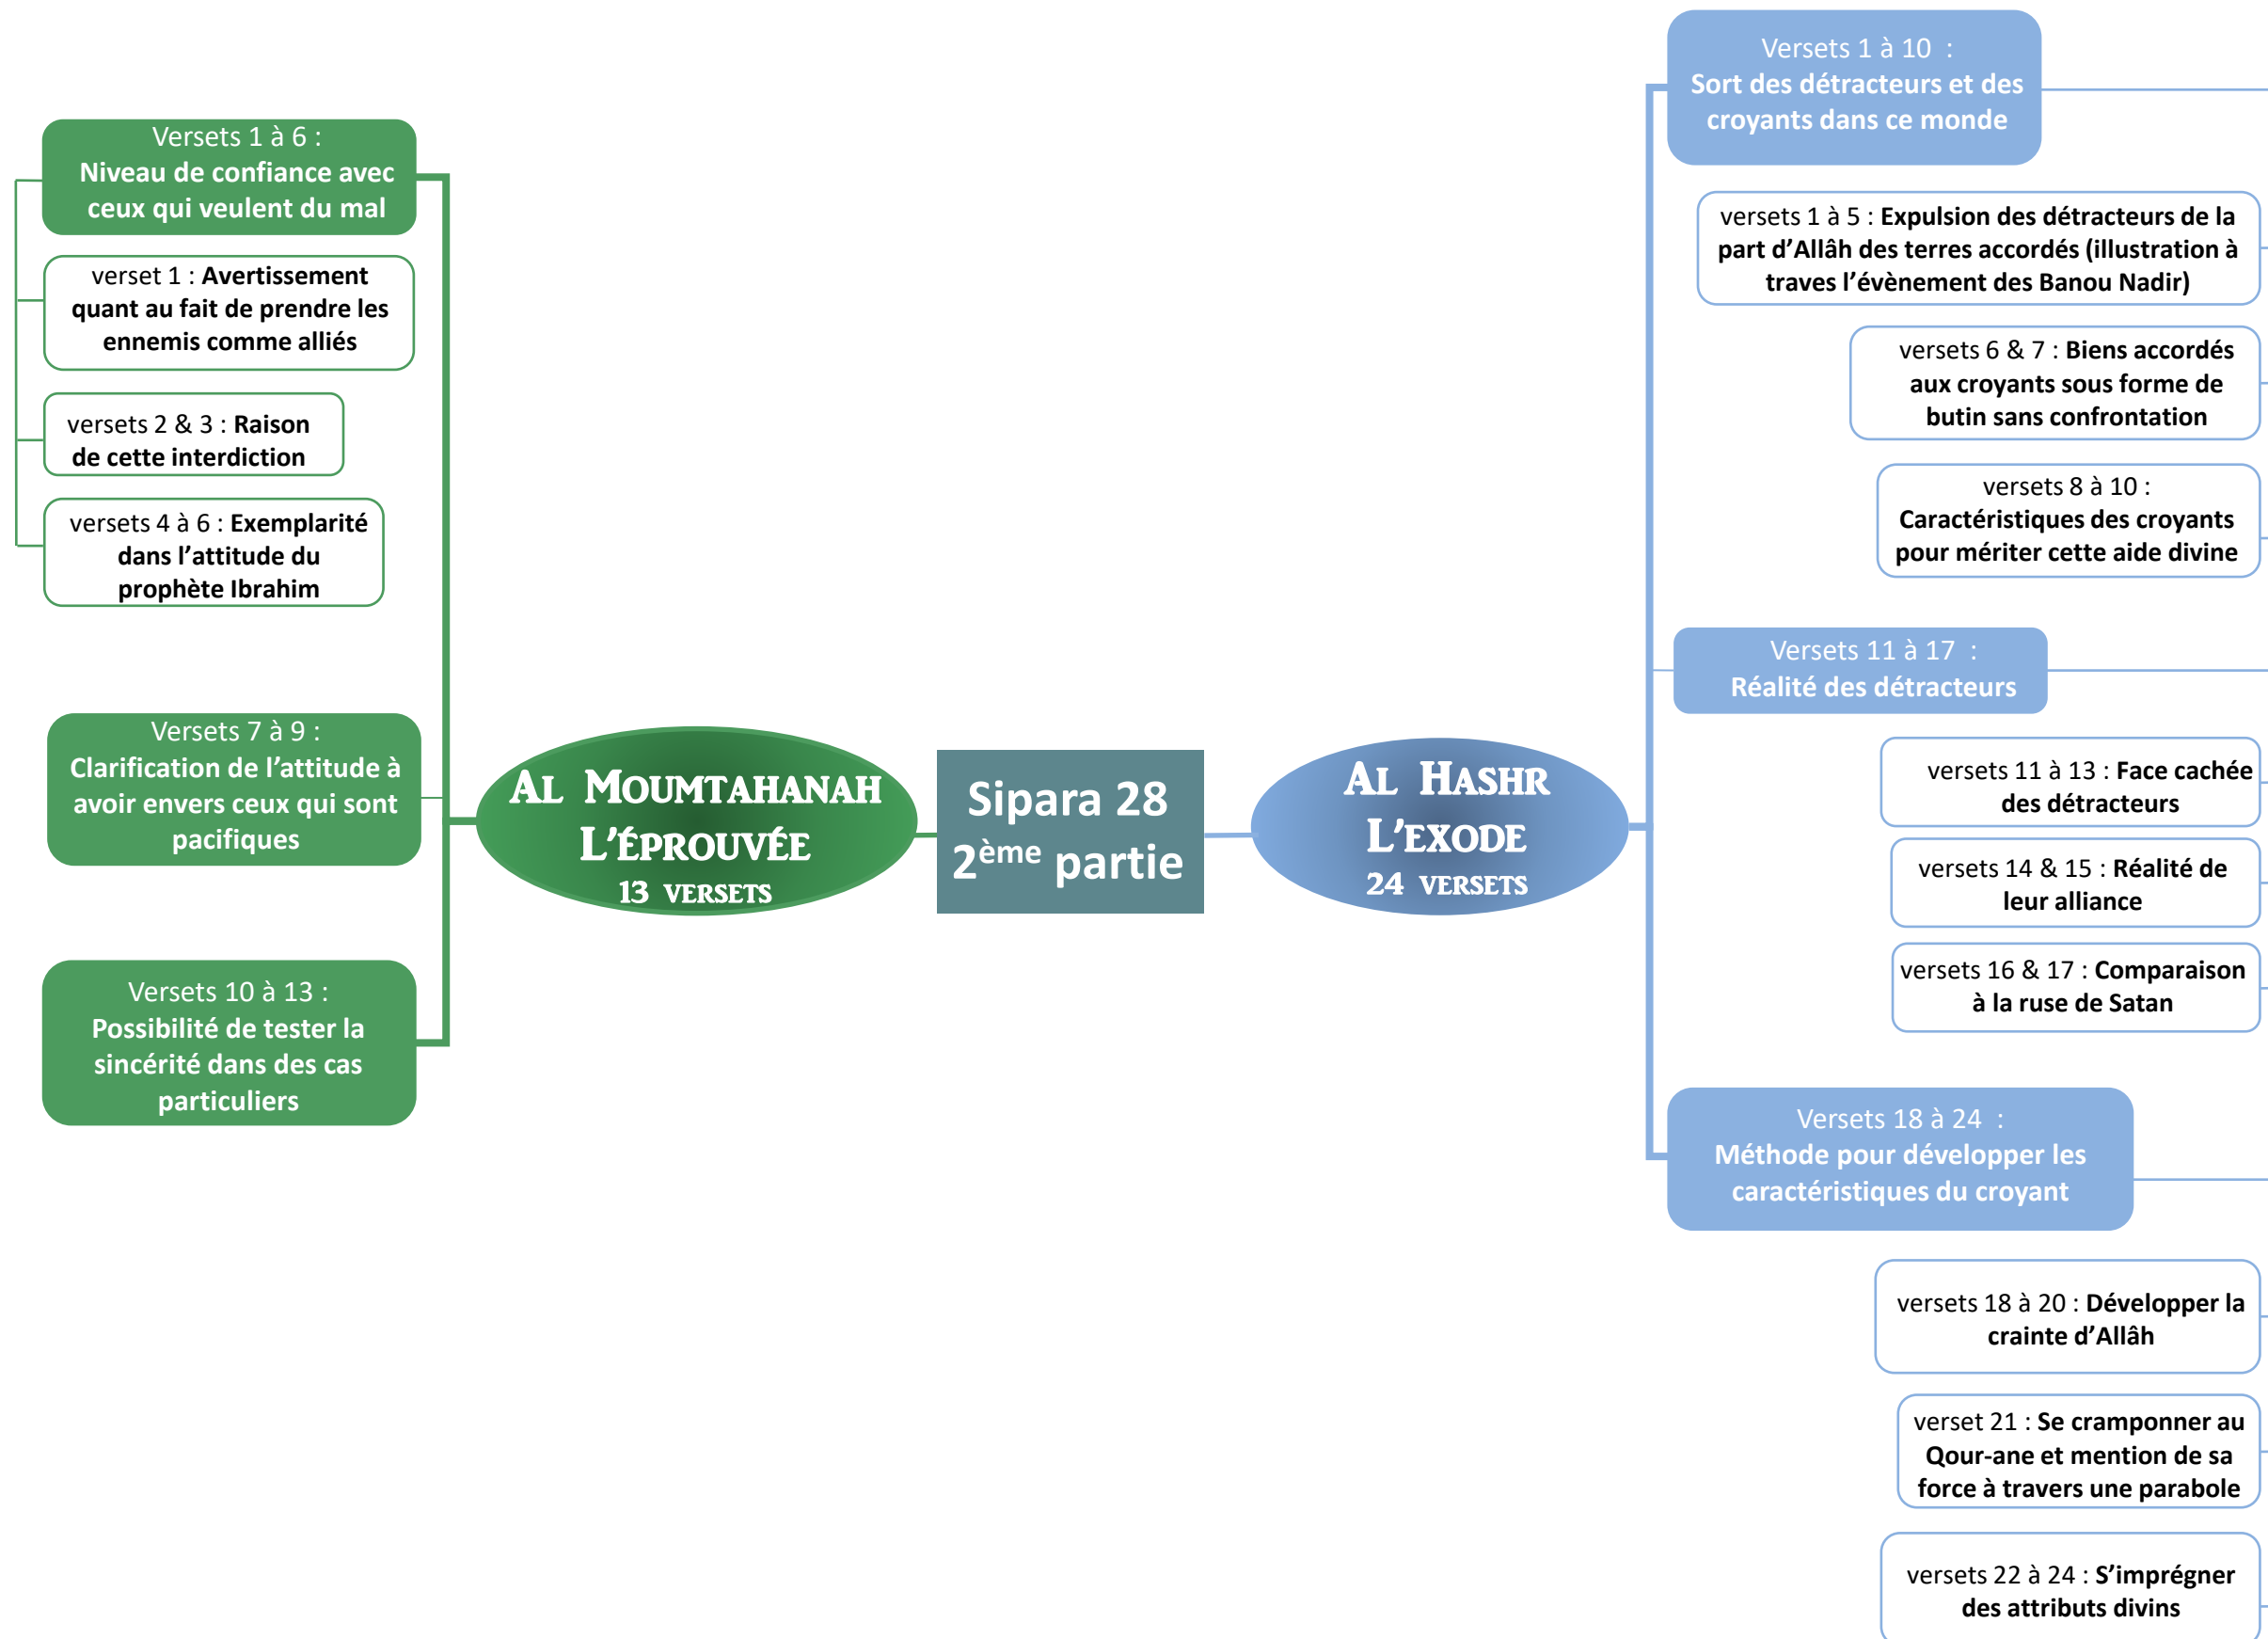 Versets 1 à 6 :
Niveau de confiance avec
ceux qui veulent du mal
verset 1 : Avertissement
quant au fait de prendre les
ennemis comme alliés
versets 2 & 3 : Raison
de cette interdiction
versets 4 à 6 : Exemplarité
dans l’attitude du
prophète Ibrahim
Versets 7 à 9 :
Clarification de l’attitude à
avoir envers ceux qui sont
pacifiques
Versets 10 à 13 :
Possibilité de tester la
sincérité dans des cas
particuliers
Al Moumtahanah
L’éprouvée
13 versets
Sipara 28
2ème partie
Al Hashr
L’exode
24 versets
Versets 1 à 10 :
Sort des détracteurs et des
croyants dans ce monde
versets 1 à 5 : Expulsion des détracteurs de la
part d’Allâh des terres accordés (illustration à
traves l’évènement des Banou Nadir)
versets 6 & 7 : Biens accordés
aux croyants sous forme de
butin sans confrontation
versets 8 à 10 :
Caractéristiques des croyants
pour mériter cette aide divine
Versets 11 à 17 :
Réalité des détracteurs
versets 11 à 13 : Face cachée
des détracteurs
versets 14 & 15 : Réalité de
leur alliance
versets 16 & 17 : Comparaison
à la ruse de Satan
Versets 18 à 24 :
Méthode pour développer les
caractéristiques du croyant
versets 18 à 20 : Développer la
crainte d’Allâh
verset 21 : Se cramponner au
Qour-ane et mention de sa
force à travers une parabole
versets 22 à 24 : S’imprégner
des attributs divins